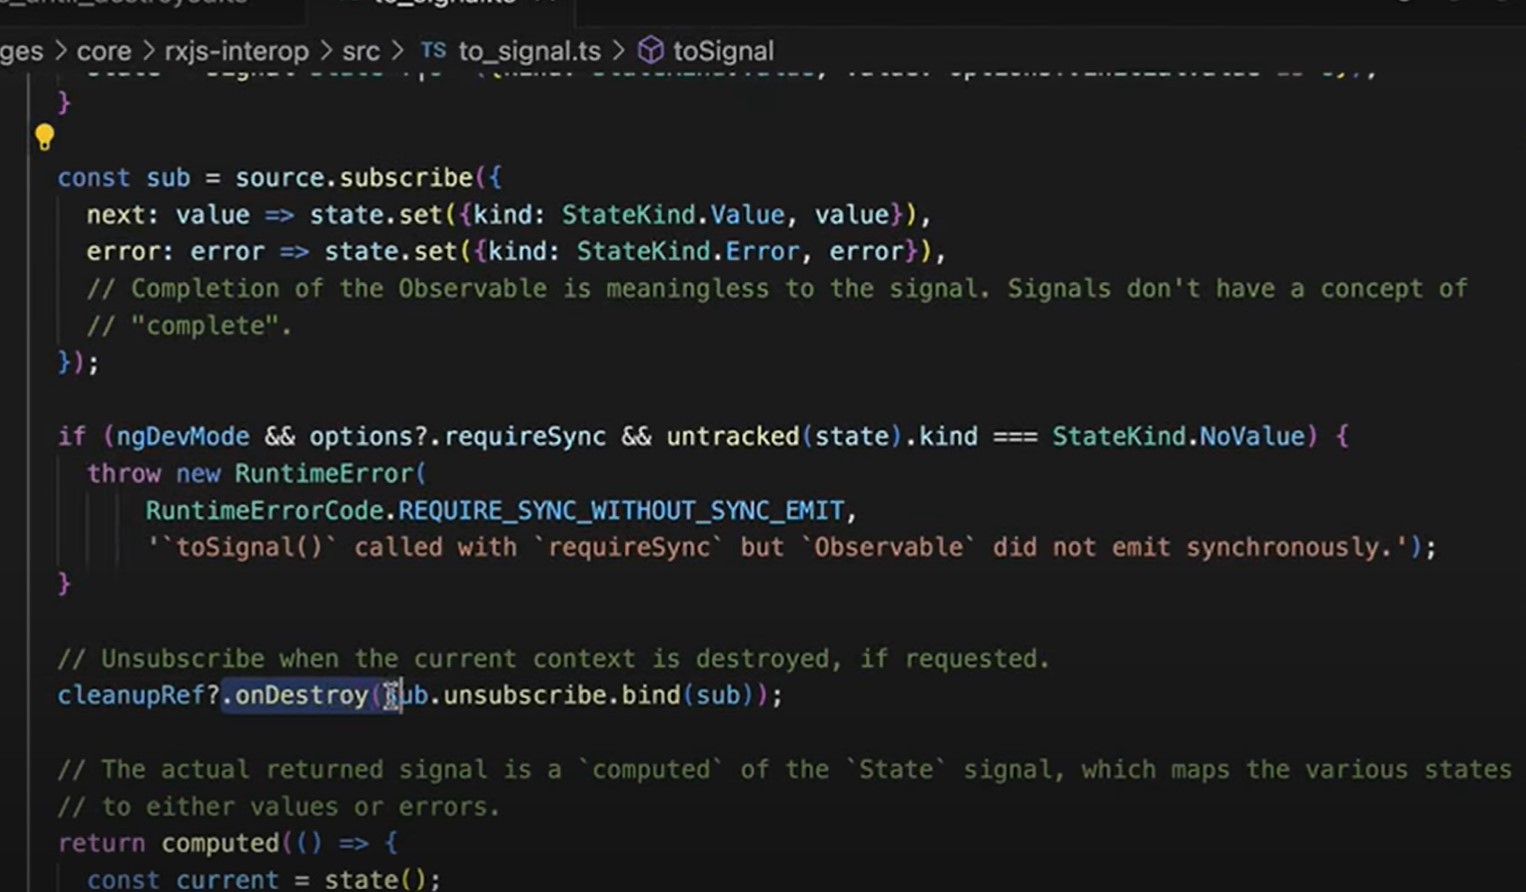 to_signal.ts
ges > core > rxjs-interop > src > TS to_signal.ts > toSignal
}
const sub = source.subscribe({
next: value => state.set({kind: StateKind.Value, value}),
error: error => state.set({kind: StateKind.Error, error}),
// Completion of the Observable is meaningless to the signal. Signals don't have a concept of
// "complete".
});
if (ngDevMode && options?.requireSync && untracked(state).kind === StateKind.NoValue) {
throw new RuntimeError(
RuntimeErrorCode.REQUIRE_SYNC_WITHOUT_SYNC_EMIT,
'`toSignal()` called with `requireSync` but `Observable` did not emit synchronously.');
}
// Unsubscribe when the current context is destroyed, if requested.
cleanupRef?.onDestroy(sub.unsubscribe.bind(sub));
// The actual returned signal is a `computed` of the `State` signal, which maps the various states
// to either values or errors.
return computed(() => {
const current = state();